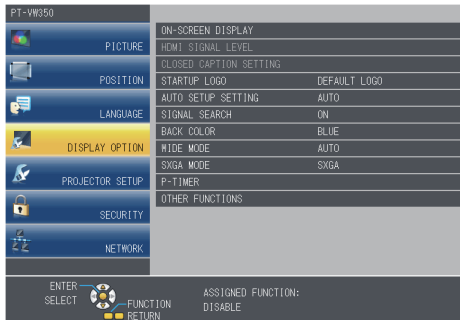 PT-VW350
PICTURE
POSITION
LANGUAGE
DISPLAY OPTION
PROJECTOR SETUP
SECURITY
NETWORK
ON-SCREEN DISPLAY
HDMI SIGNAL LEVEL
CLOSED CAPTION SETTING
STARTUP LOGO DEFAULT LOGO
AUTO SETUP SETTING AUTO
SIGNAL SEARCH ON
BACK COLOR BLUE
WIDE MODE AUTO
SXGA MODE SXGA
P-TIMER
OTHER FUNCTIONS
ENTER
SELECT
FUNCTION
RETURN
ASSIGNED FUNCTION:
DISABLE